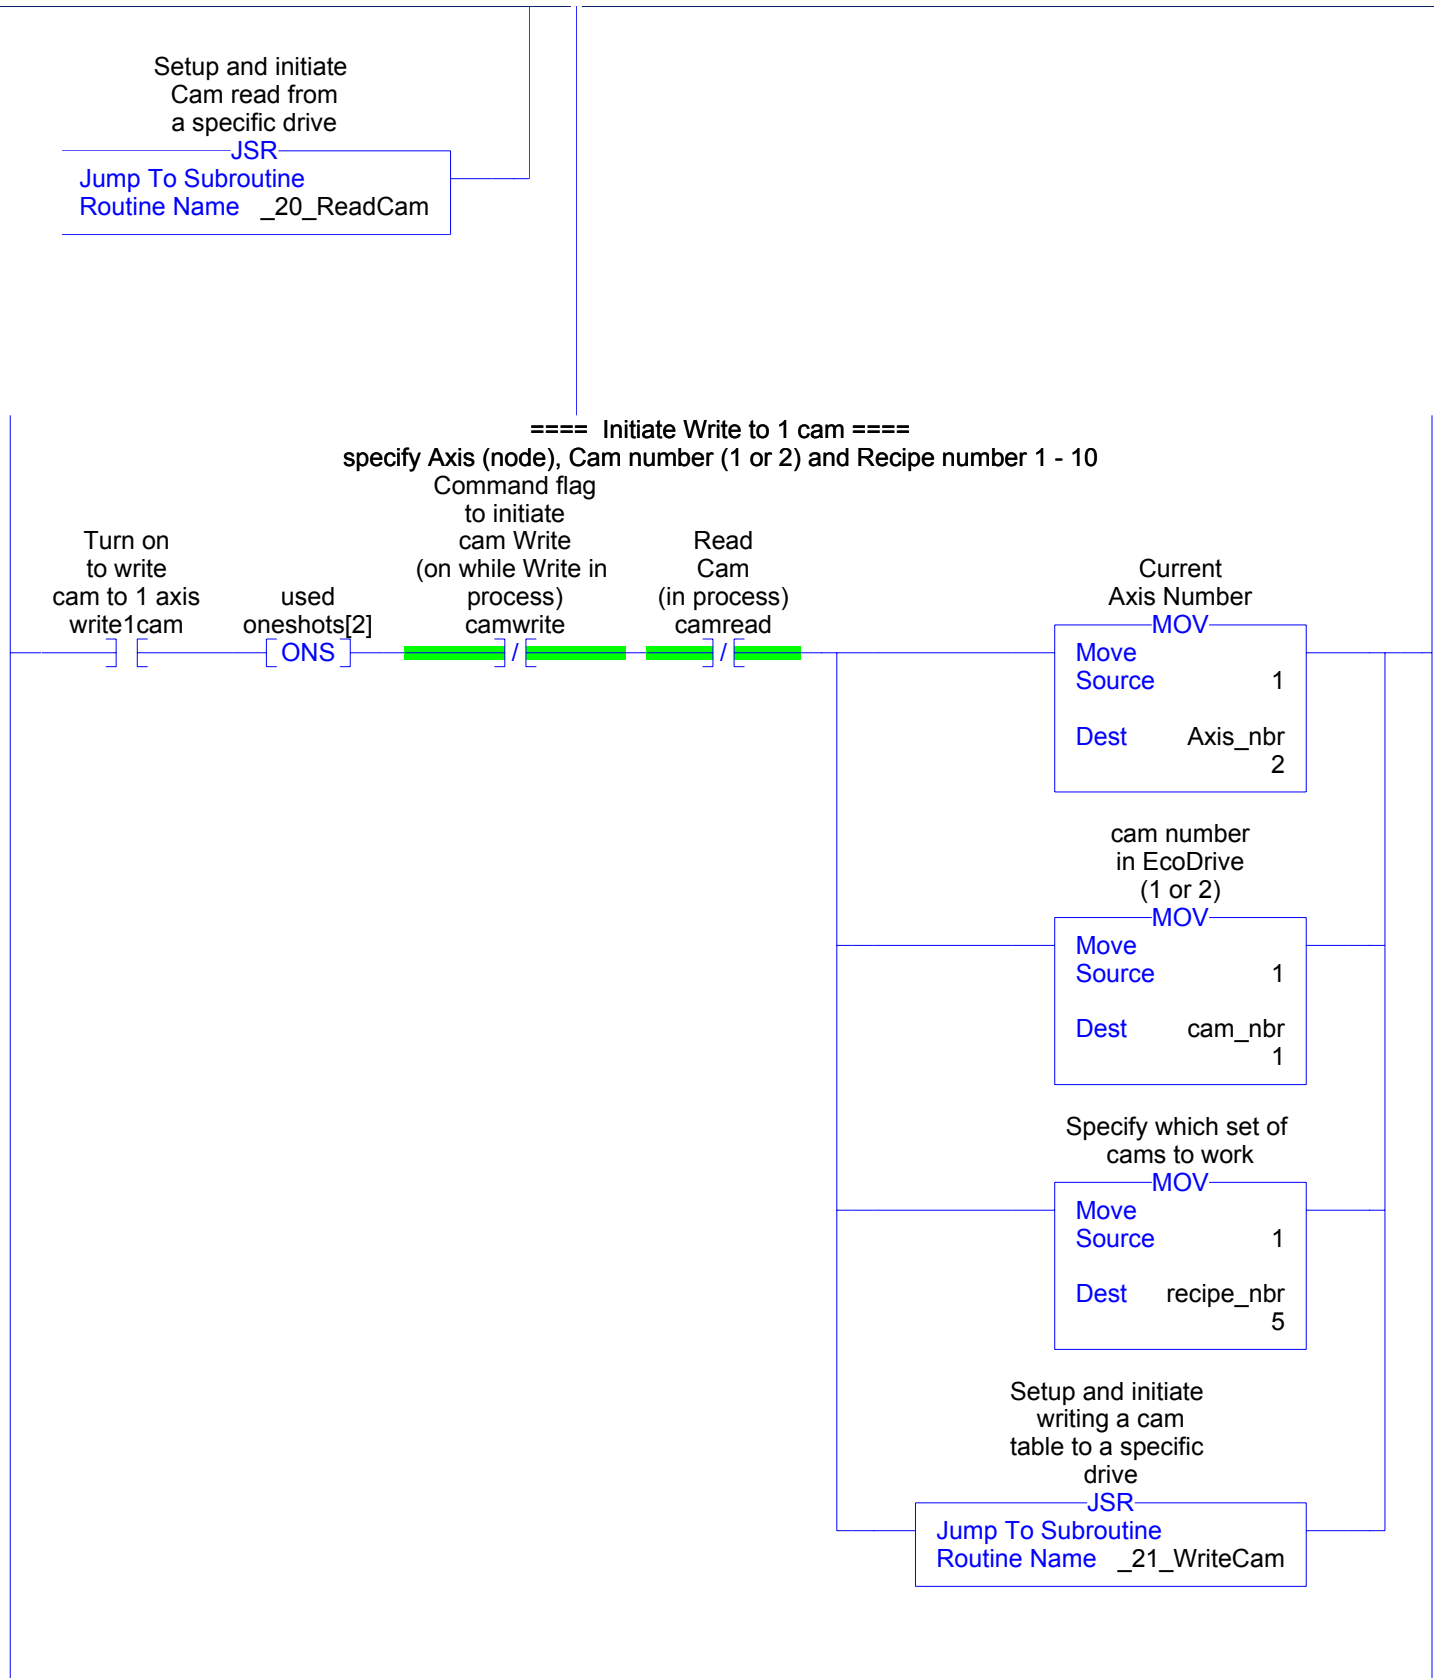 Setup and initiate
Cam read from
a specific drive
JSR
Jump To Subroutine
Routine Name _20_ReadCam
==== Initiate Write to 1 cam ====
specify Axis (node), Cam number (1 or 2) and Recipe number 1 - 10
Turn on
to write
cam to 1 axis
write1cam
used
oneshots[2]
ONS
Command flag
to initiate
cam Write
(on while Write in
process)
camwrite
/
Read
Cam
(in process)
camread
/
Current
Axis Number
MOV
Move
Source 1
Dest Axis_nbr
2
cam number
in EcoDrive
(1 or 2)
MOV
Move
Source 1
Dest cam_nbr
1
Specify which set of
cams to work
MOV
Move
Source 1
Dest recipe_nbr
5
Setup and initiate
writing a cam
table to a specific
drive
JSR
Jump To Subroutine
Routine Name _21_WriteCam